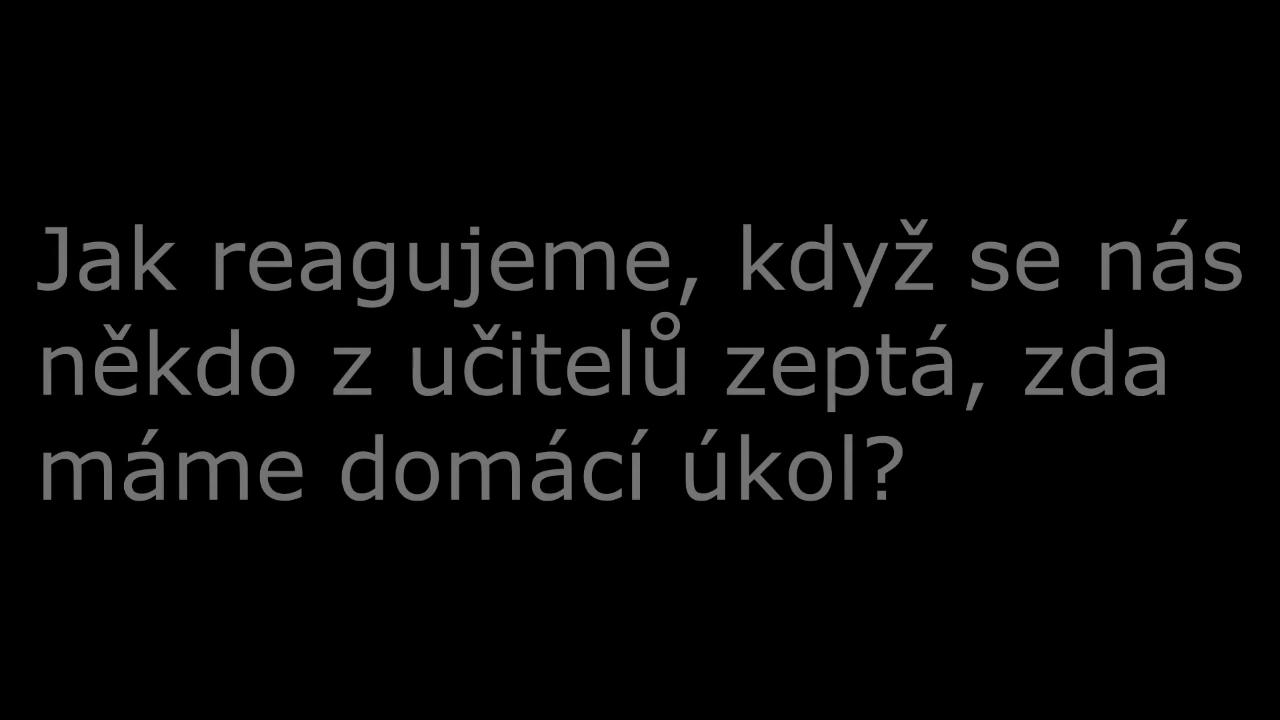 Jak reagujeme, když se nás
někdo z učitelů zeptá, zda
máme domácí úkol?